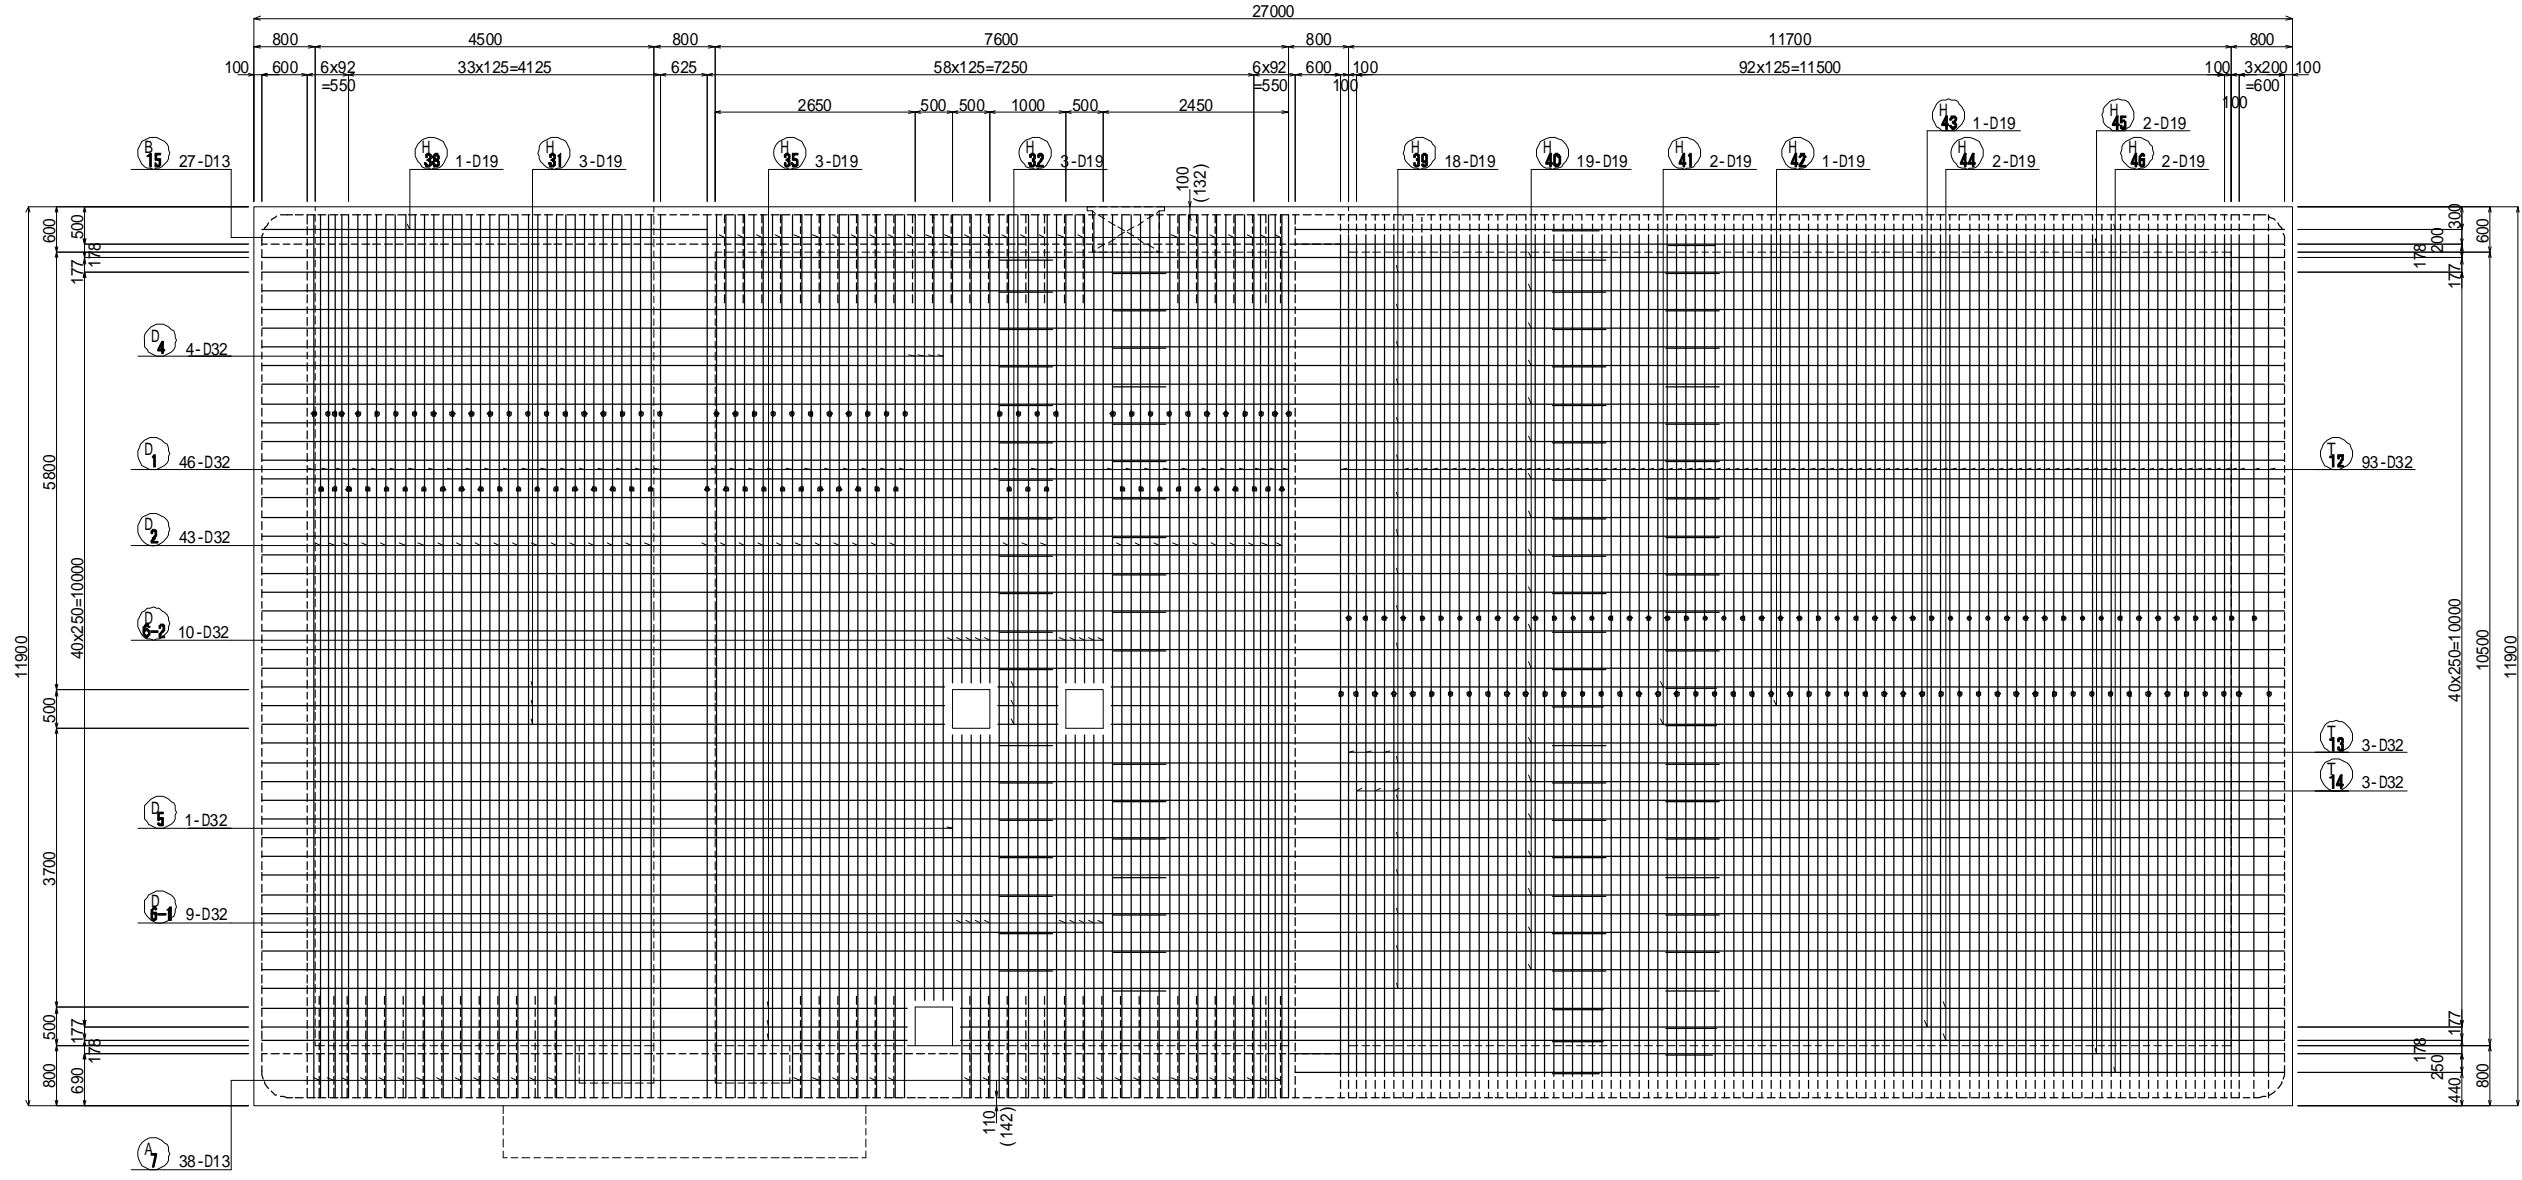 27000
800 4500 800 7600 800 11700 800
100 600 6x92 33x125=4125 625 58x125=7250 6x92 600 100 92x125=11500 100 3x200 100
=550 =550 100 =600
100
2650 500 500 1000 500 2450
H 43 1-D19
H 45 2-D19
B 15 27-D13
H 38 1-D19
H 31 3-D19
H 35 3-D19
H 32 3-D19
H 39 18-D19
H 40 19-D19
H 41 2-D19
H 42 1-D19
H 44 2-D19
H 46 2-D19
100
(132)
600 500
178
177
300
600
200
178
177
D 4 4-D32
D 1 46-D32
T 12 93-D32
5800
D 2 43-D32
D 6-2 10-D32
11900
40x250=10000
40x250=10000
10500
11900
500
T 13 3-D32
T 14 3-D32
D 5 1-D32
3700
D 6-1 9-D32
500 177
178
800 690
177
178
250
440
800
110
(142)
A 7 38-D13